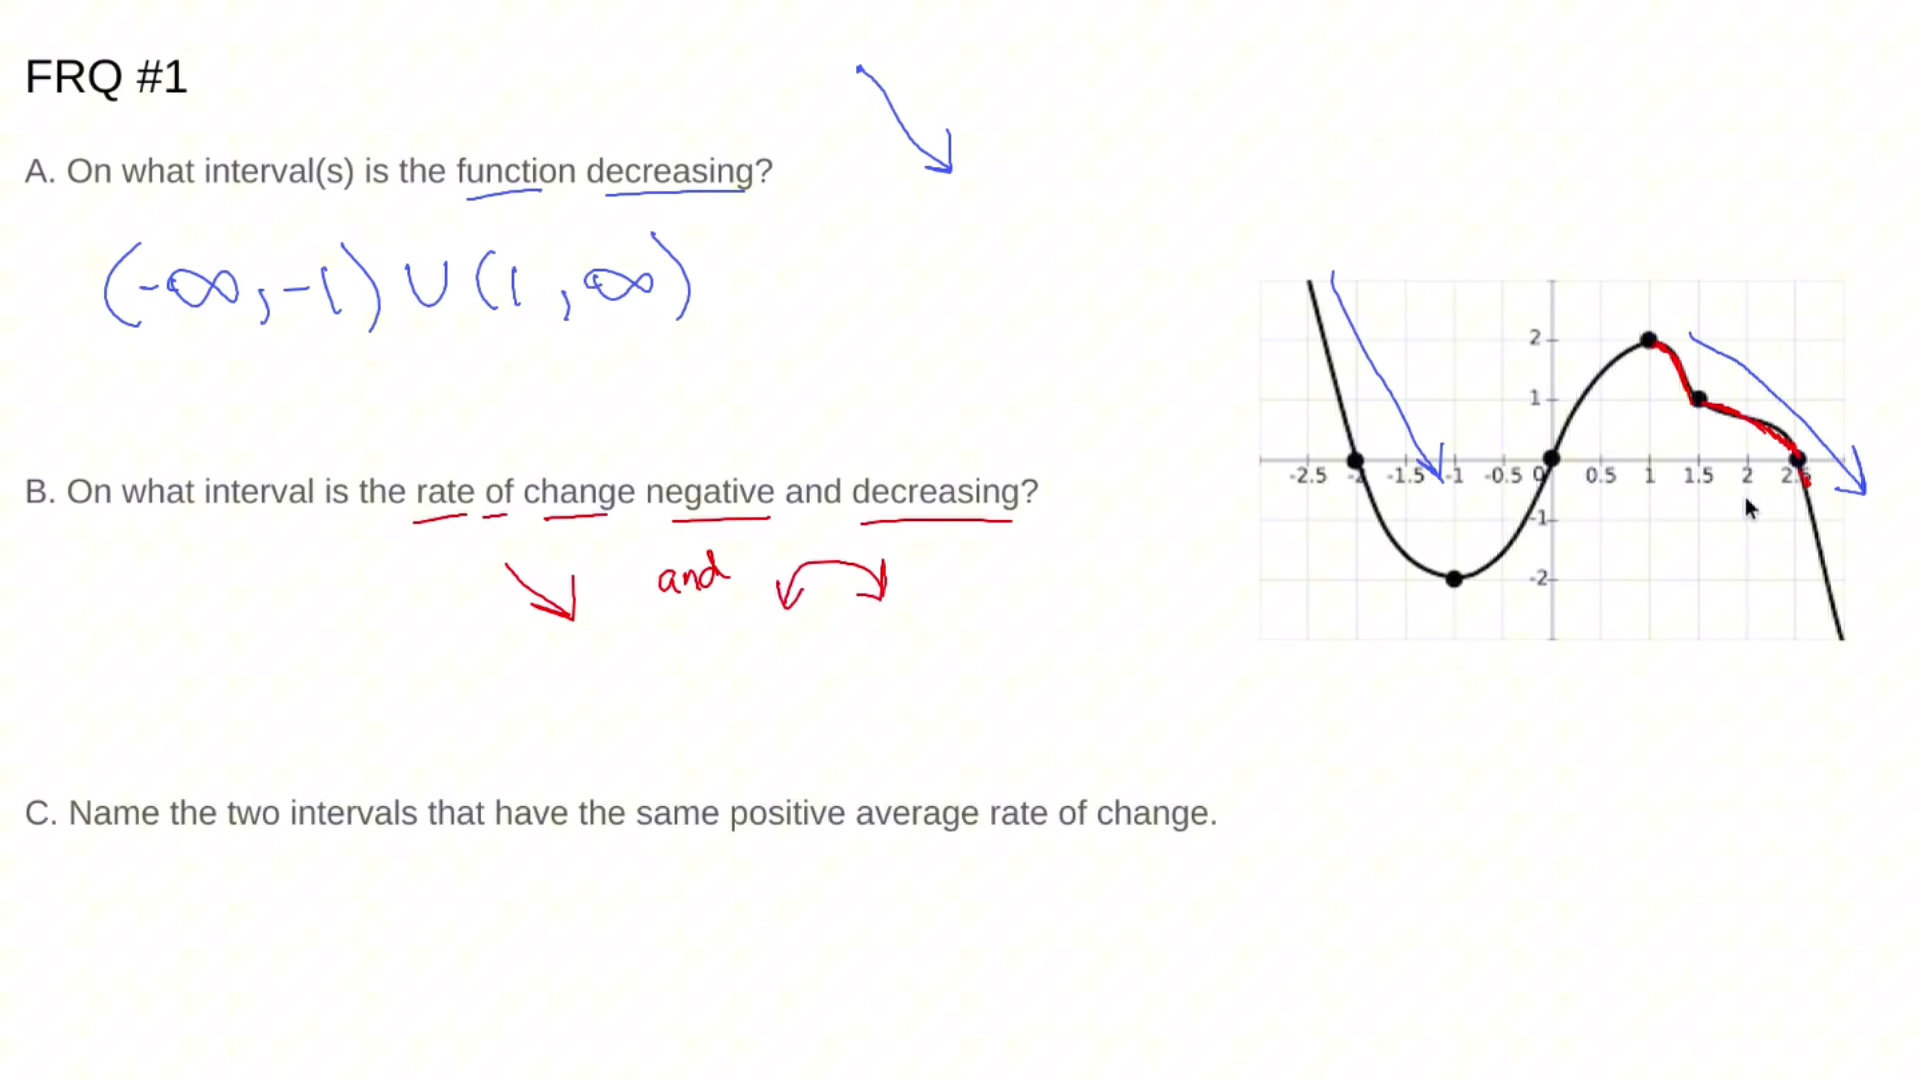 FRQ #1
A. On what interval(s) is the function decreasing?
(-∞, -1) ∪ (1, ∞)
2
1
-2.5 -1.5 -1 -0.5 0 0.5 1 1.5 2
-1
-2
B. On what interval is the rate of change negative and decreasing?
and
C. Name the two intervals that have the same positive average rate of change.